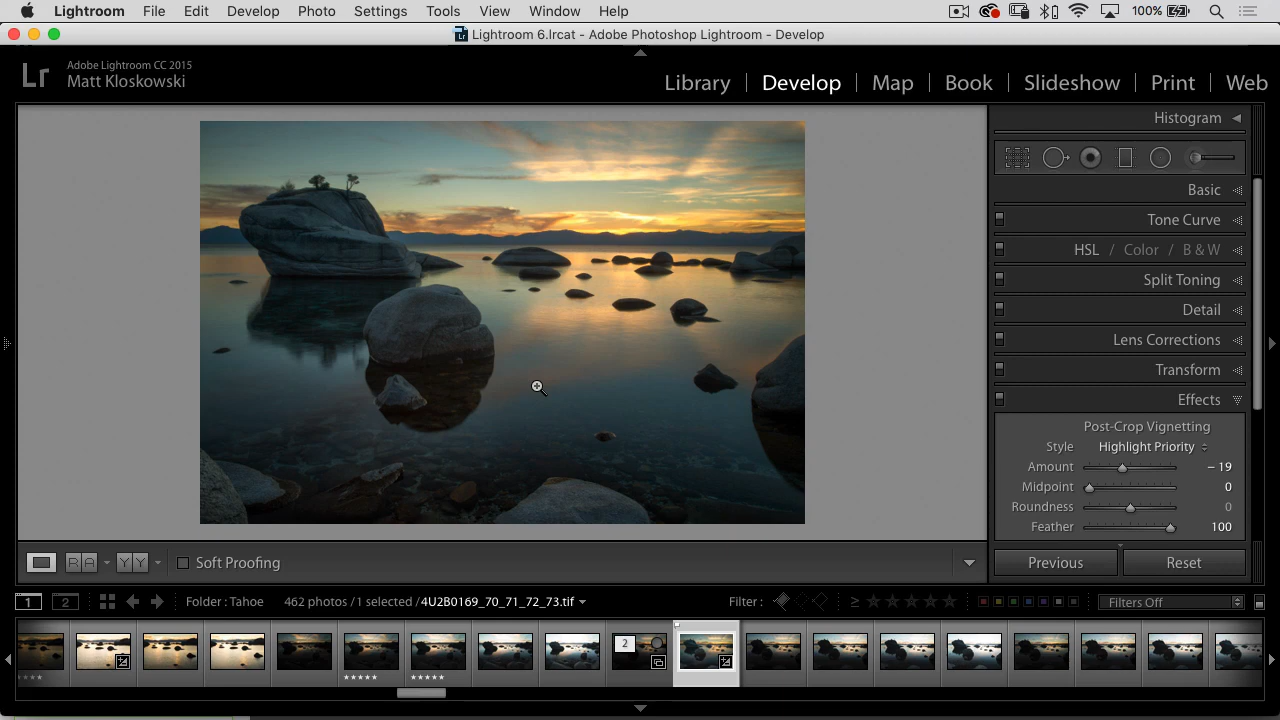 Lightroom File Edit Develop Photo Settings Tools View Window Help 100%
Lightroom 6.lrcat - Adobe Photoshop Lightroom - Develop
Lr Adobe Lightroom CC 2015
Matt Kloskowski
Library Develop Map Book Slideshow Print Web
Histogram
Basic
Tone Curve
HSL / Color / B & W
Split Toning
Detail
Lens Corrections
Transform
Effects
Post-Crop Vignetting
Style Highlight Priority
Amount – 19
Midpoint 0
Roundness 0
Feather 100
R A Y Y Soft Proofing Previous Reset
1 2 Folder : Tahoe 462 photos / 1 selected / 4U2B0169_70_71_72_73.tif Filter : ≥ Filters Off
2